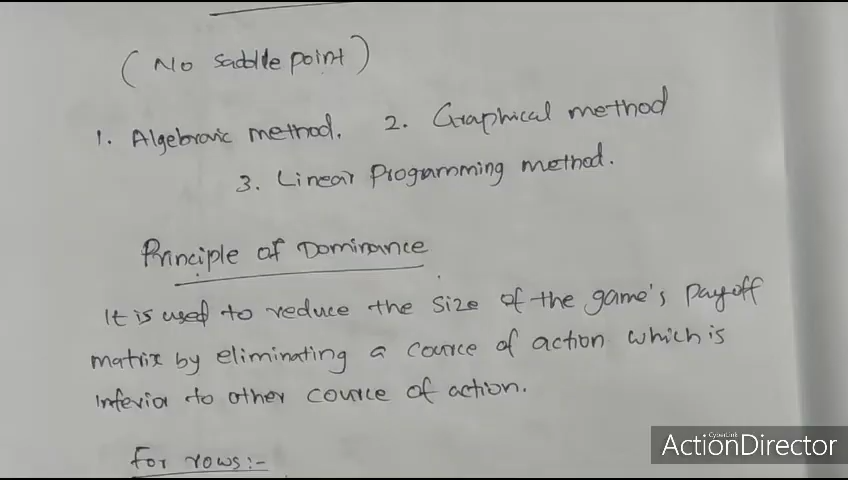 (No Saddle point)
1. Algebraic method. 2. Graphical method
3. Linear Programming method.
Principle of Dominance
It is used to reduce the size of the game's payoff
matrix by eliminating a cource of action which is
inferior to other cource of action.
For rows:-
CyberLink
ActionDirector